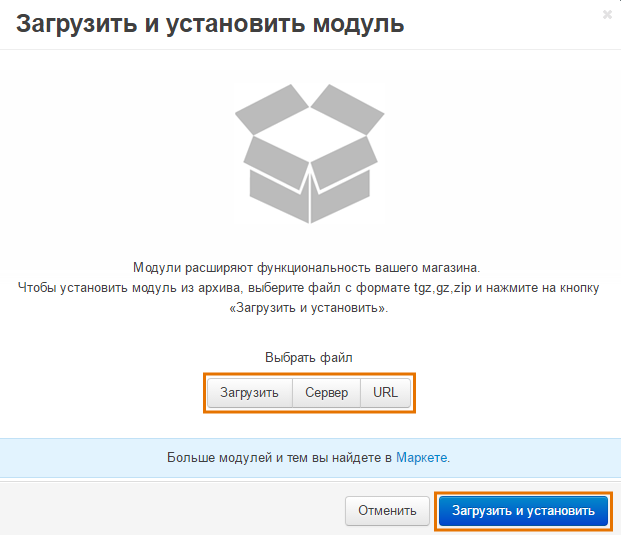 Загрузить и установить модуль
Модули расширяют функциональность вашего магазина.
Чтобы установить модуль из архива, выберите файл с формате tgz,gz,zip и нажмите на кнопку
«Загрузить и установить».
Выбрать файл
Загрузить Сервер URL
Больше модулей и тем вы найдете в Маркете.
Отменить Загрузить и установить